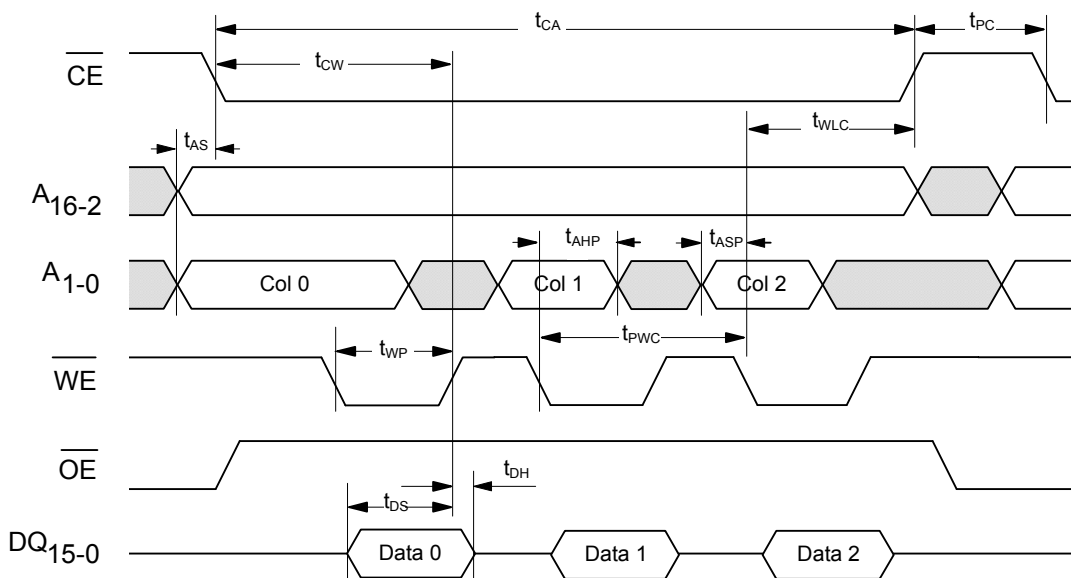 tCA
tPC
CE
tCW
tWLC
tAS
A16-2
tAHP
tASP
A1-0
Col 0
Col 1
Col 2
tPWC
tWP
WE
OE
tDH
tDS
DQ15-0
Data 0
Data 1
Data 2